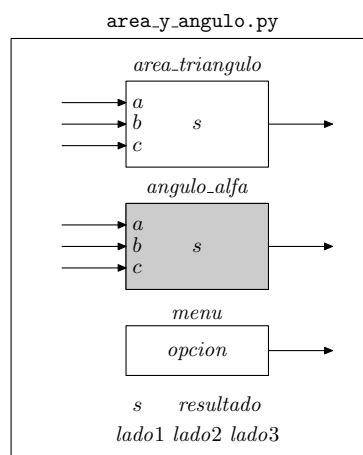 area_y_angulo.py
area_triangulo
a
b s
c
angulo_alfa
a
b s
c
menu
opcion
s resultado
lado1 lado2 lado3